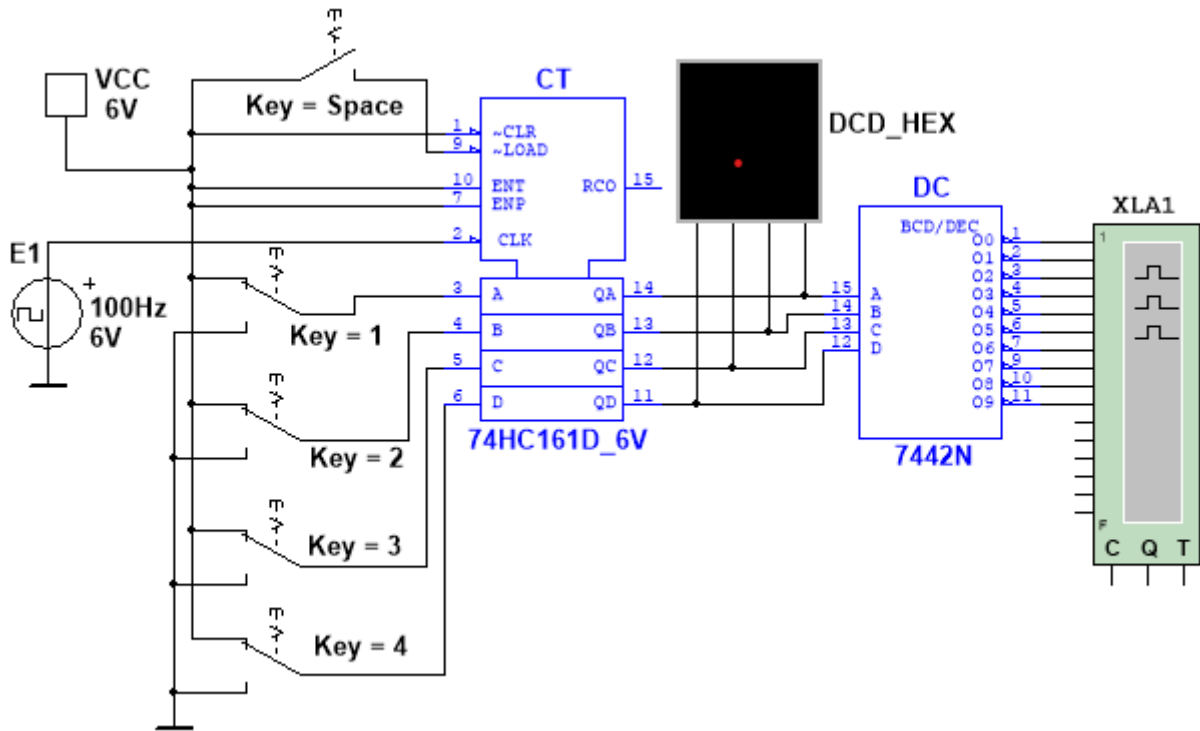 VCC
6V
Key = Space
CT
DCD_HEX
1 ~CLR
9 ~LOAD
10 ENT RCO 15
7 ENP
2 CLK
DC
BCD/DEC
XLA1
E1
+
100Hz
6V
Key = 1
Key = 2
Key = 3
Key = 4
3 A QA 14
4 B QB 13
5 C QC 12
6 D QD 11
74HC161D_6V
15 A
14 B
13 C
12 D
O0 1
O1 2
O2 3
O3 4
O4 5
O5 6
O6 7
O7 9
O8 10
O9 11
7442N
1
F
C Q T